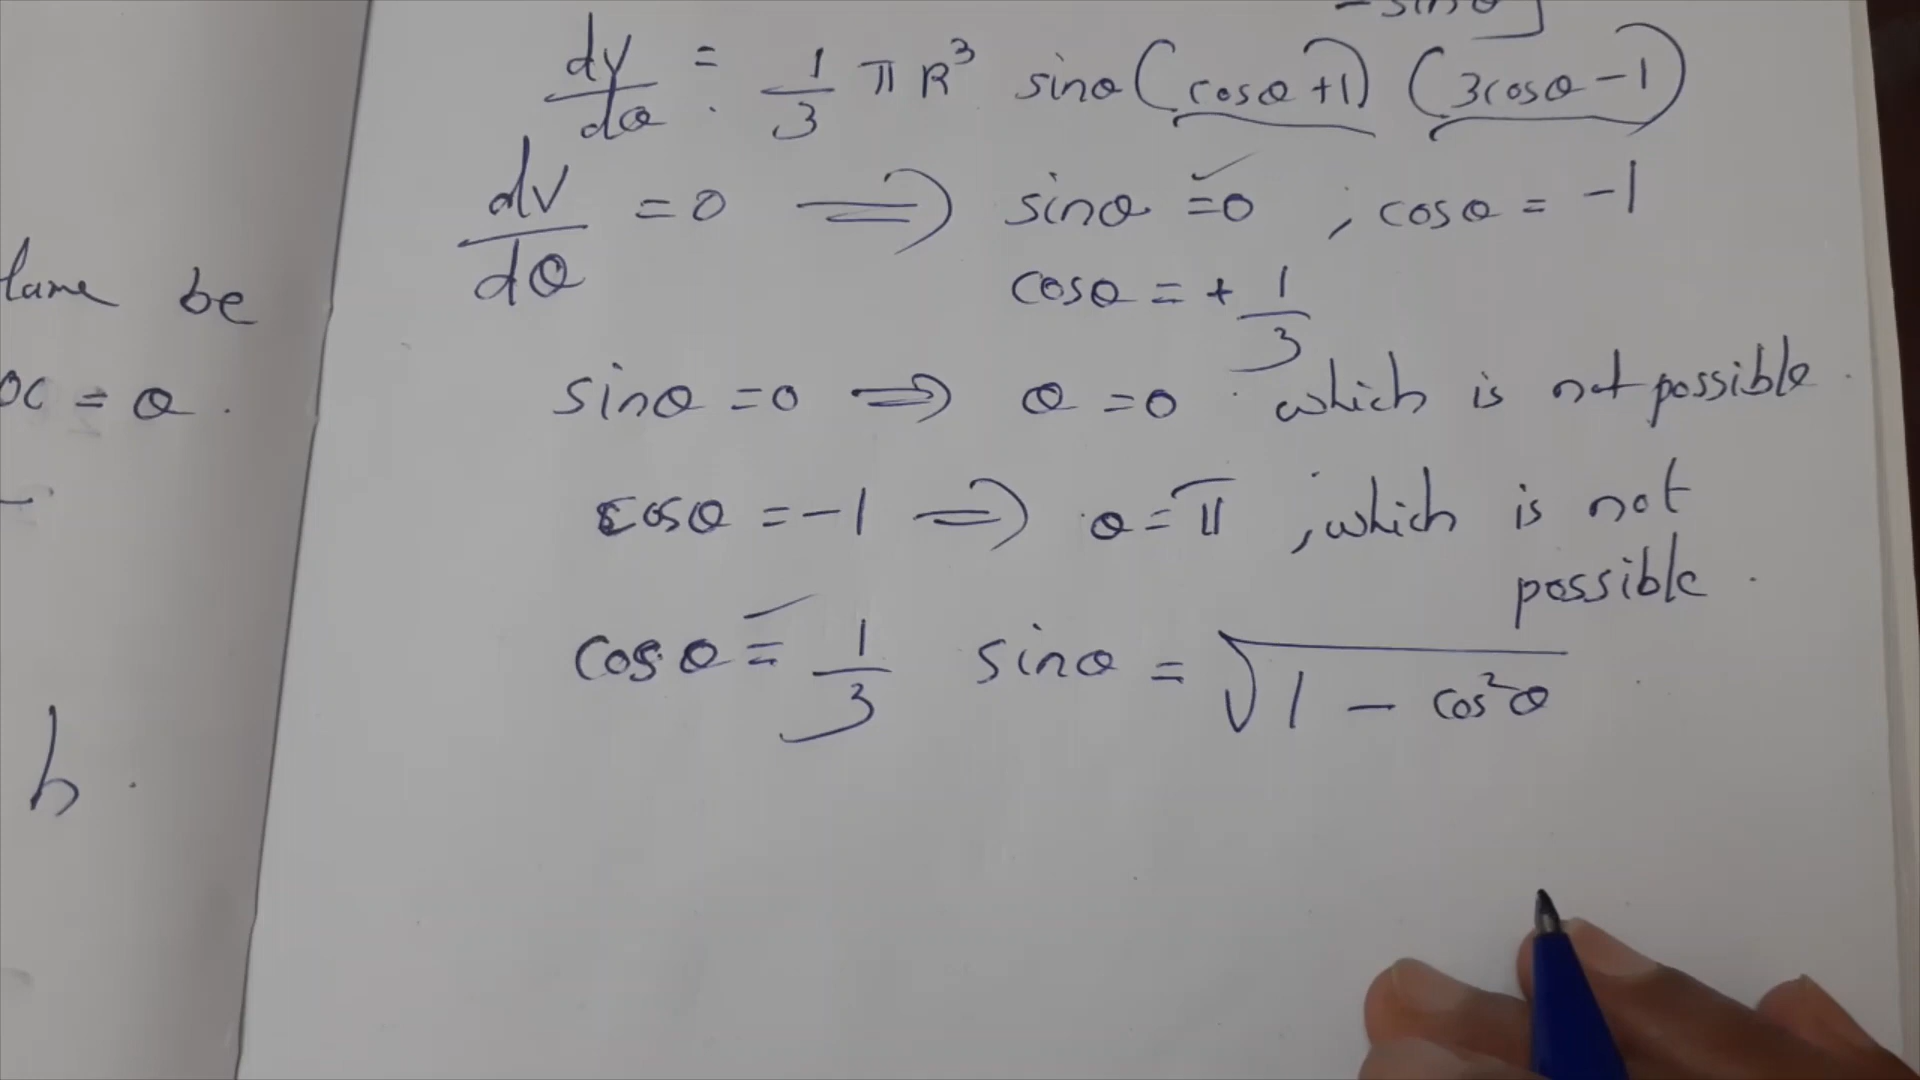 be
= θ .
h .
- sinθ]
dV/dθ = 1/3 π R³ sinθ (cosθ +1) (3cosθ -1)
dV/dθ = 0 ⟹ sinθ = 0 ; cosθ = -1
cosθ = + 1/3
sinθ = 0 ⟹ θ = 0 which is not possible .
cosθ = -1 ⟹ θ = π , which is not
possible .
cosθ = 1/3 sinθ = √(1 - cos²θ)